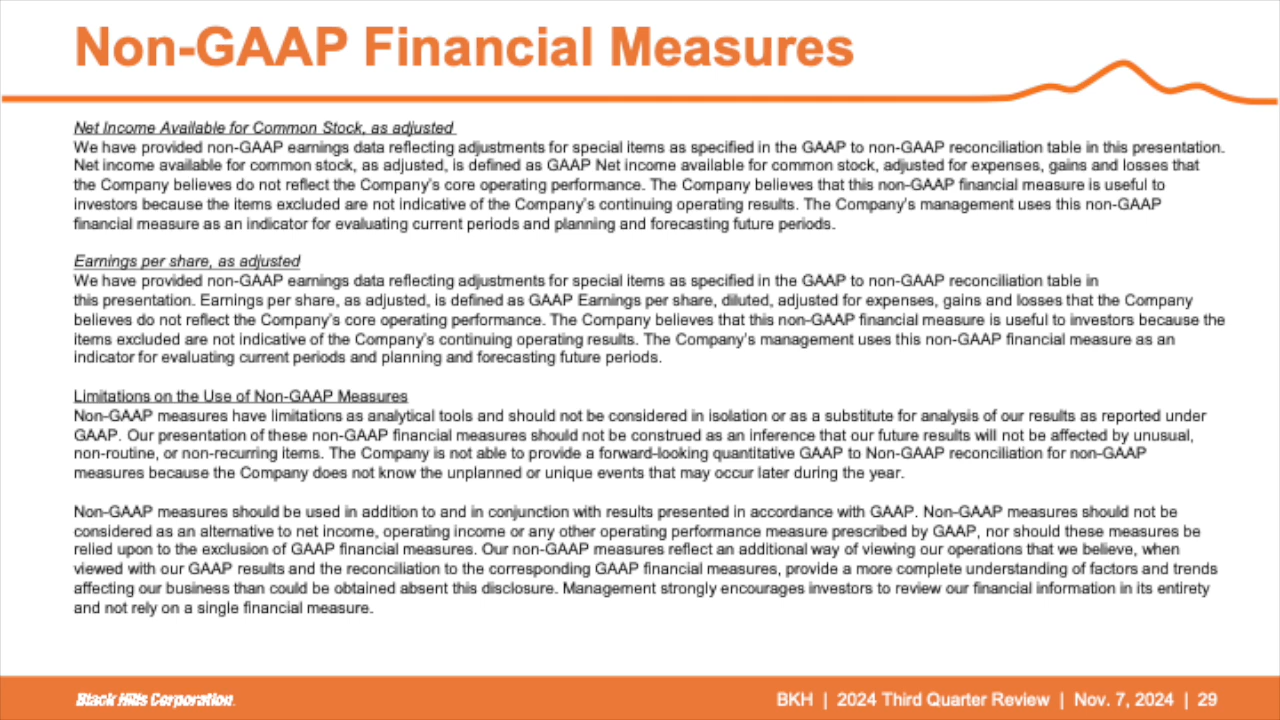 Non-GAAP Financial Measures
Net Income Available for Common Stock, as adjusted
We have provided non-GAAP earnings data reflecting adjustments for special items as specified in the GAAP to non-GAAP reconciliation table in this presentation.
Net income available for common stock, as adjusted, is defined as GAAP Net income available for common stock, adjusted for expenses, gains and losses that
the Company believes do not reflect the Company's core operating performance. The Company believes that this non-GAAP financial measure is useful to
investors because the items excluded are not indicative of the Company's continuing operating results. The Company's management uses this non-GAAP
financial measure as an indicator for evaluating current periods and planning and forecasting future periods.
Earnings per share, as adjusted
We have provided non-GAAP earnings data reflecting adjustments for special items as specified in the GAAP to non-GAAP reconciliation table in
this presentation. Earnings per share, as adjusted, is defined as GAAP Earnings per share, diluted, adjusted for expenses, gains and losses that the Company
believes do not reflect the Company's core operating performance. The Company believes that this non-GAAP financial measure is useful to investors because the
items excluded are not indicative of the Company's continuing operating results. The Company's management uses this non-GAAP financial measure as an
indicator for evaluating current periods and planning and forecasting future periods.
Limitations on the Use of Non-GAAP Measures
Non-GAAP measures have limitations as analytical tools and should not be considered in isolation or as a substitute for analysis of our results as reported under
GAAP. Our presentation of these non-GAAP financial measures should not be construed as an inference that our future results will not be affected by unusual,
non-routine, or non-recurring items. The Company is not able to provide a forward-looking quantitative GAAP to Non-GAAP reconciliation for non-GAAP
measures because the Company does not know the unplanned or unique events that may occur later during the year.
Non-GAAP measures should be used in addition to and in conjunction with results presented in accordance with GAAP. Non-GAAP measures should not be
considered as an alternative to net income, operating income or any other operating performance measure prescribed by GAAP, nor should these measures be
relied upon to the exclusion of GAAP financial measures. Our non-GAAP measures reflect an additional way of viewing our operations that we believe, when
viewed with our GAAP results and the reconciliation to the corresponding GAAP financial measures, provide a more complete understanding of factors and trends
affecting our business than could be obtained absent this disclosure. Management strongly encourages investors to review our financial information in its entirety
and not rely on a single financial measure.
Black Hills Corporation.
BKH | 2024 Third Quarter Review | Nov. 7, 2024 | 29